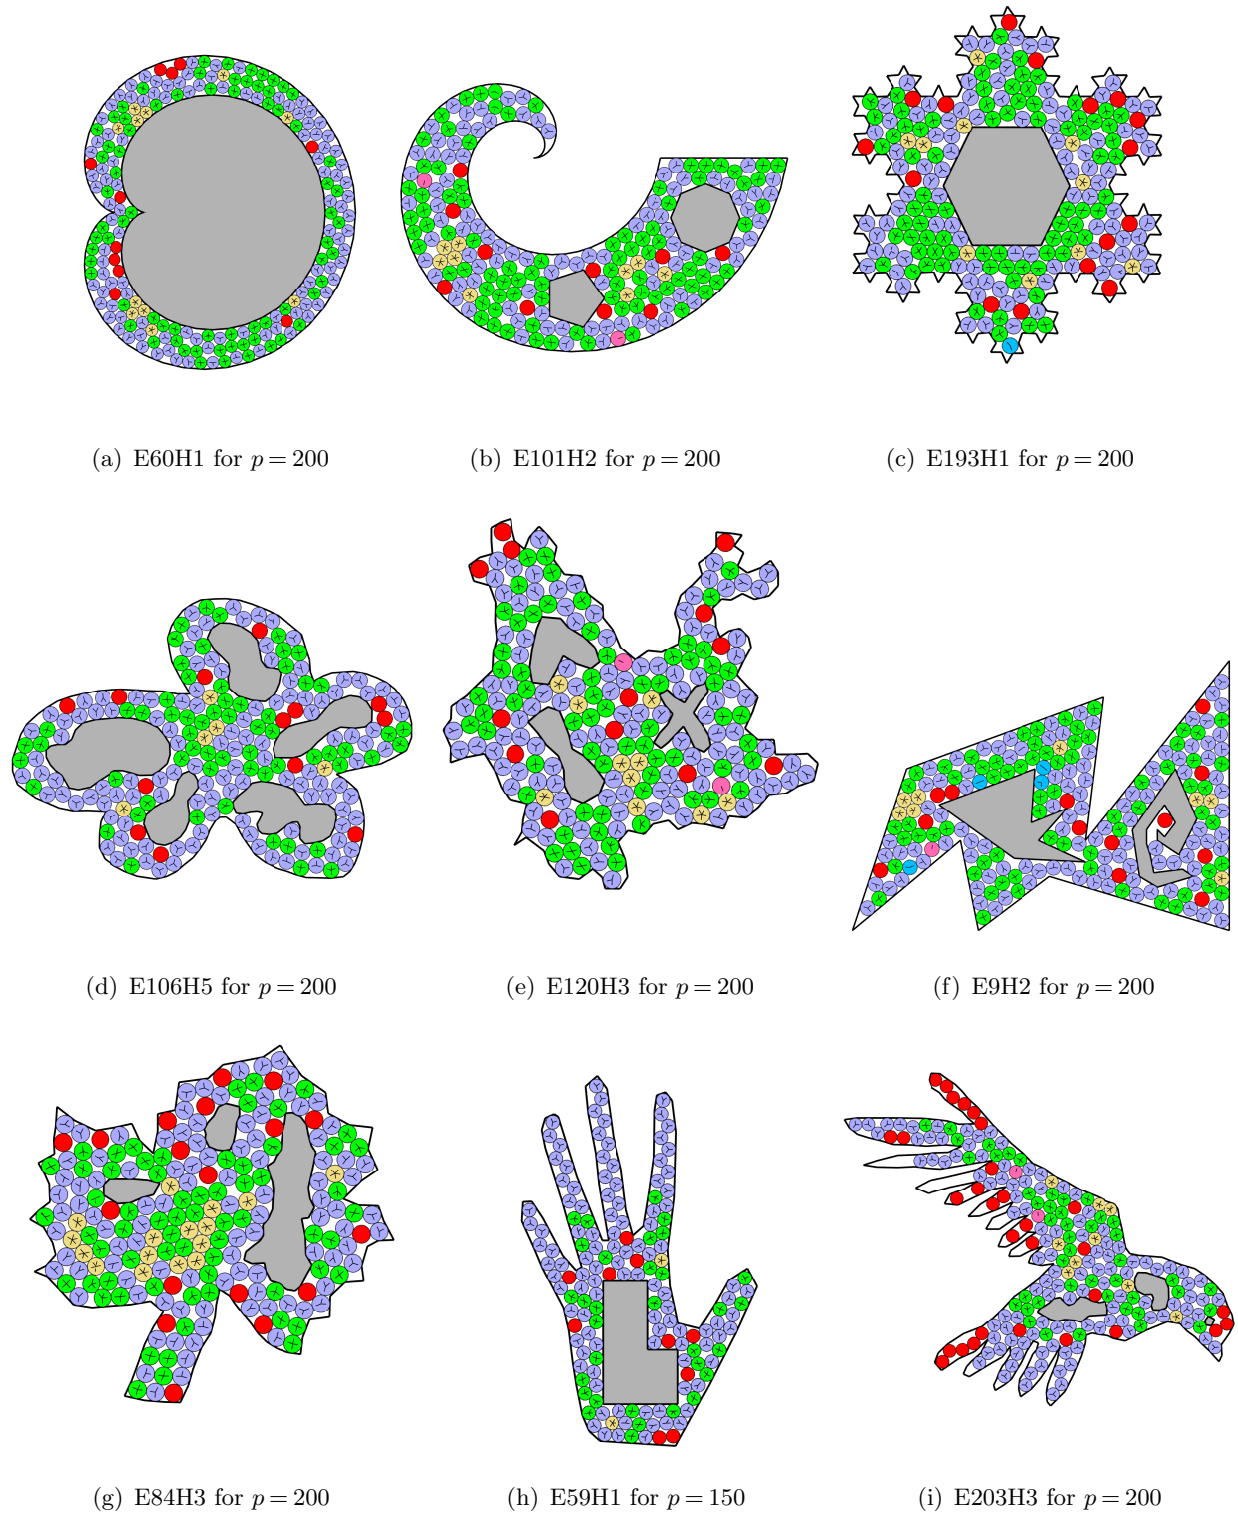 (a) E60H1 for p = 200
(b) E101H2 for p = 200
(c) E193H1 for p = 200
(d) E106H5 for p = 200
(e) E120H3 for p = 200
(f) E9H2 for p = 200
(g) E84H3 for p = 200
(h) E59H1 for p = 150
(i) E203H3 for p = 200